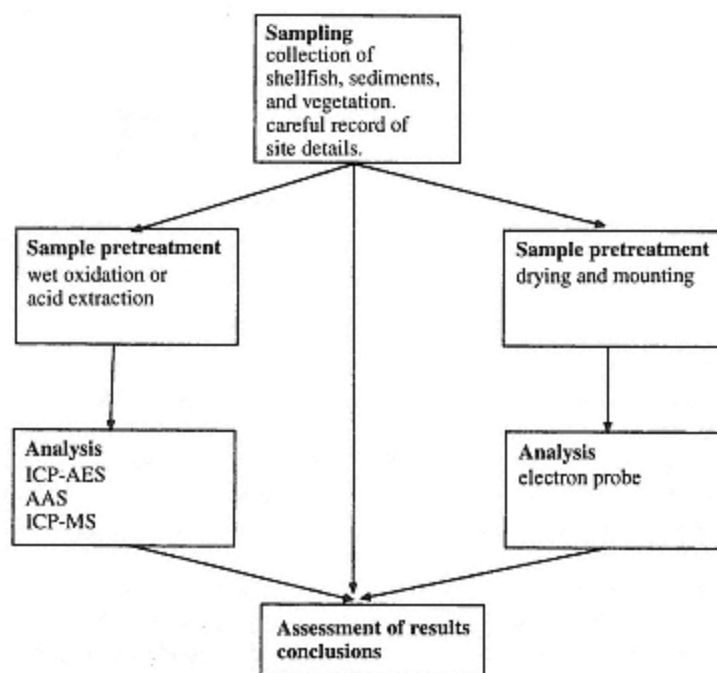 Sampling
collection of
shellfish, sediments,
and vegetation.
careful record of
site details.
Sample pretreatment
wet oxidation or
acid extraction
Sample pretreatment
drying and mounting
Analysis
ICP-AES
AAS
ICP-MS
Analysis
electron probe
Assessment of results
conclusions